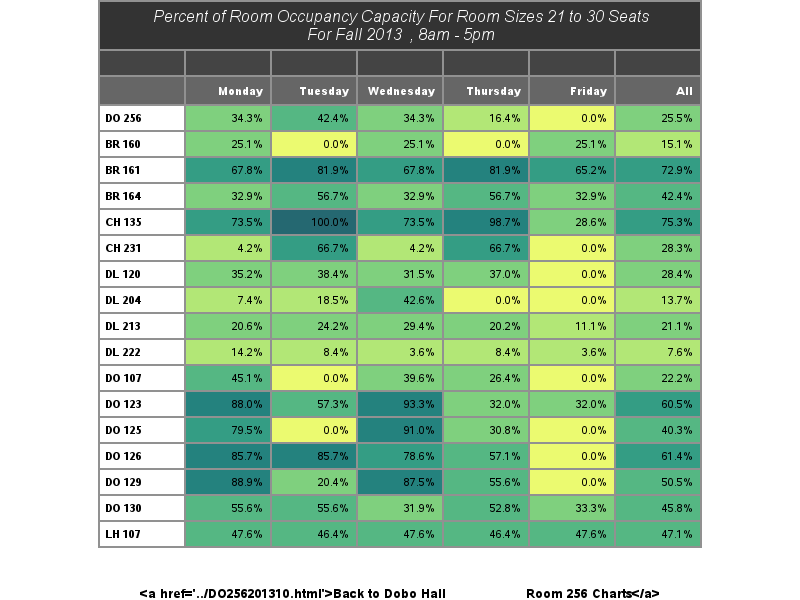 Percent of Room Occupancy Capacity For Room Sizes 21 to 30 Seats
For Fall 2013 , 8am - 5pm
Monday Tuesday Wednesday Thursday Friday All
DO 256 34.3% 42.4% 34.3% 16.4% 0.0% 25.5%
BR 160 25.1% 0.0% 25.1% 0.0% 25.1% 15.1%
BR 161 67.8% 81.9% 67.8% 81.9% 65.2% 72.9%
BR 164 32.9% 56.7% 32.9% 56.7% 32.9% 42.4%
CH 135 73.5% 100.0% 73.5% 98.7% 28.6% 75.3%
CH 231 4.2% 66.7% 4.2% 66.7% 0.0% 28.3%
DL 120 35.2% 38.4% 31.5% 37.0% 0.0% 28.4%
DL 204 7.4% 18.5% 42.6% 0.0% 0.0% 13.7%
DL 213 20.6% 24.2% 29.4% 20.2% 11.1% 21.1%
DL 222 14.2% 8.4% 3.6% 8.4% 3.6% 7.6%
DO 107 45.1% 0.0% 39.6% 26.4% 0.0% 22.2%
DO 123 88.0% 57.3% 93.3% 32.0% 32.0% 60.5%
DO 125 79.5% 0.0% 91.0% 30.8% 0.0% 40.3%
DO 126 85.7% 85.7% 78.6% 57.1% 0.0% 61.4%
DO 129 88.9% 20.4% 87.5% 55.6% 0.0% 50.5%
DO 130 55.6% 55.6% 31.9% 52.8% 33.3% 45.8%
LH 107 47.6% 46.4% 47.6% 46.4% 47.6% 47.1%
<a href='../DO256201310.html'>Back to Dobo Hall Room 256 Charts</a>